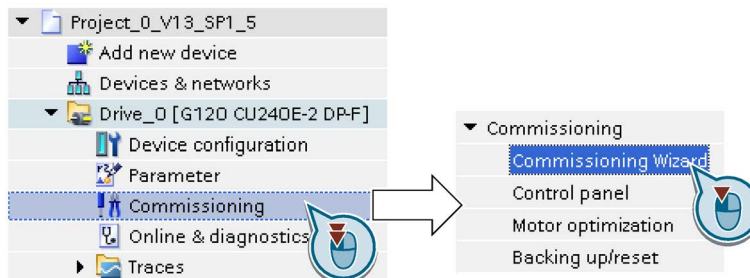 Project_0_V13_SP1_5
Add new device
Devices & networks
Drive_0 [G120 CU240E-2 DP-F]
Device configuration
Parameter
Commissioning
Online & diagnostics
Traces
Commissioning
Commissioning Wizard
Control panel
Motor optimization
Backing up/reset